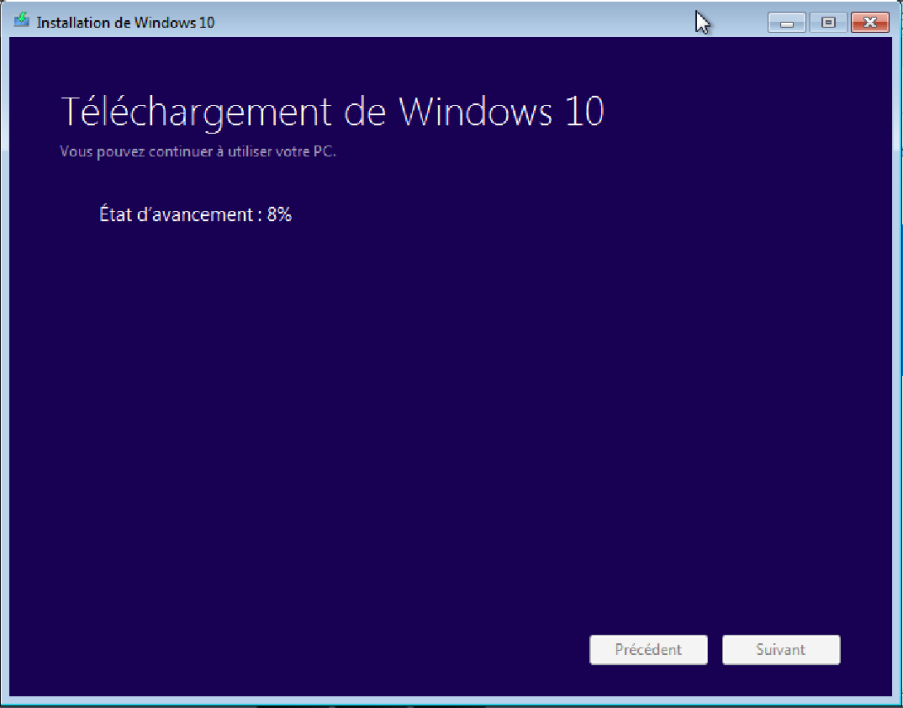 Installation de Windows 10
Téléchargement de Windows 10
Vous pouvez continuer à utiliser votre PC.
État d’avancement : 8%
Précédent
Suivant